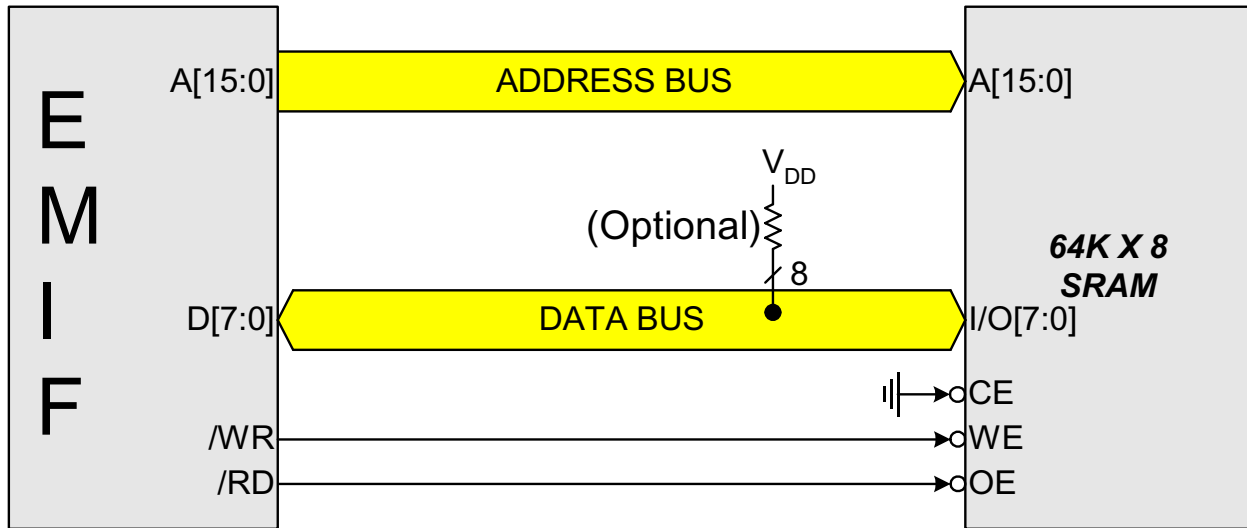 EMIF
A[15:0]
ADDRESS BUS
A[15:0]
VDD
(Optional)
8
64K X 8
SRAM
D[7:0]
DATA BUS
I/O[7:0]
CE
/WR
WE
/RD
OE